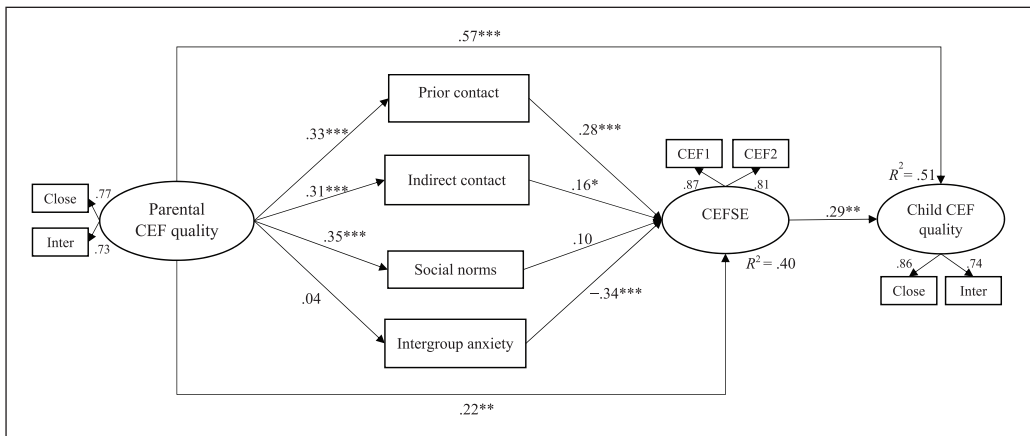 .57***
Prior contact
.33***
.28***
CEF1
CEF2
.87
.81
Indirect contact
.31***
.16*
R² = .51
Close
.77
Parental
CEF quality
Inter
.73
CEFSE
.29**
Child CEF
quality
.35***
.10
Social norms
R² = .40
.86
.74
Close
Inter
.04
−.34***
Intergroup anxiety
.22**